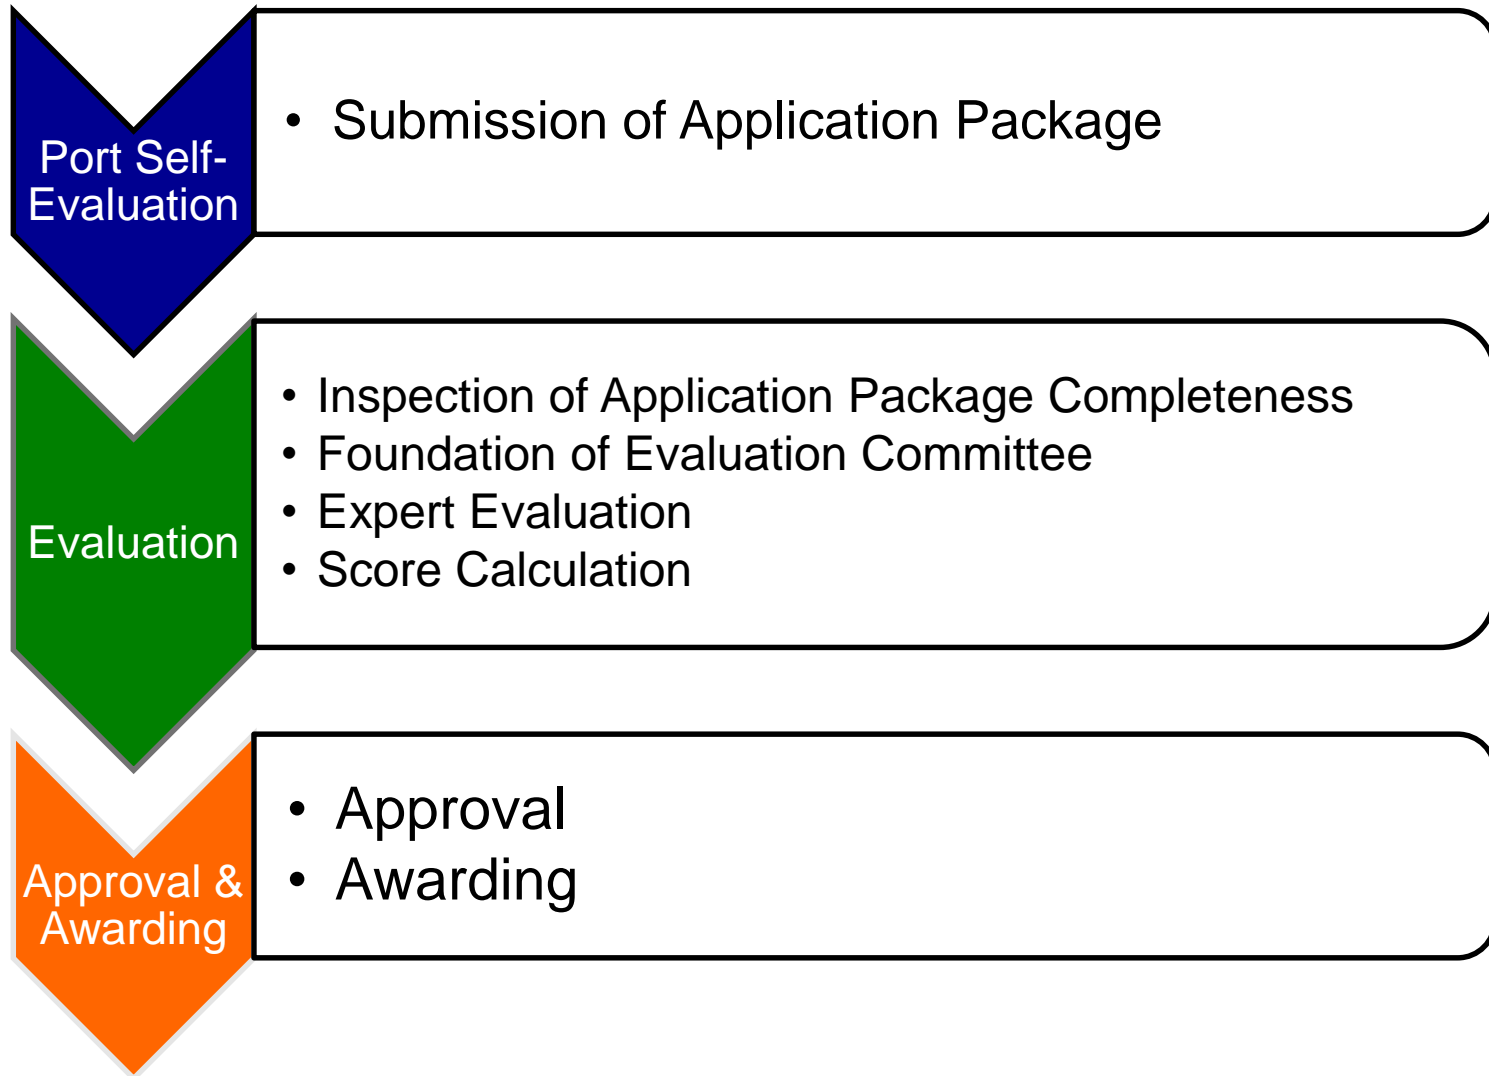 Port Self-
Evaluation
• Submission of Application Package
Evaluation
• Inspection of Application Package Completeness
• Foundation of Evaluation Committee
• Expert Evaluation
• Score Calculation
Approval &
Awarding
• Approval
• Awarding